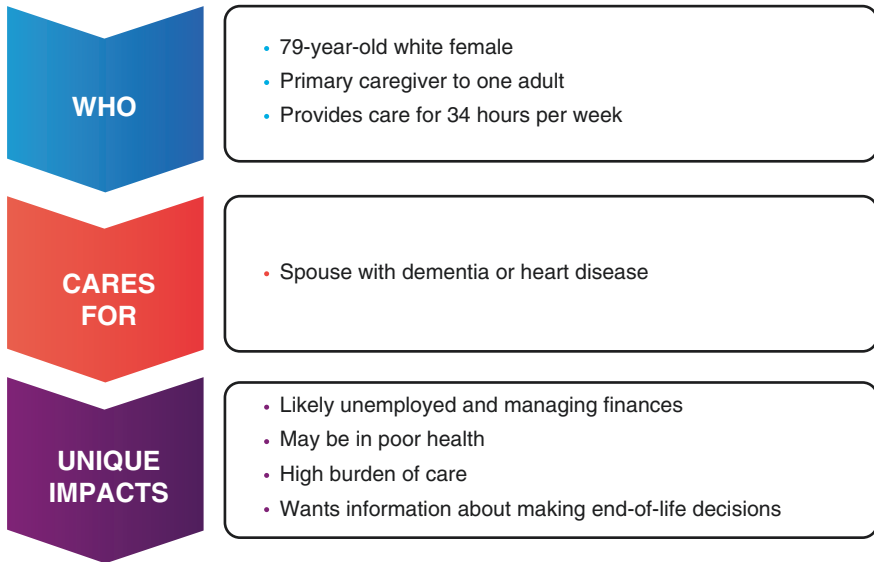 WHO
• 79-year-old white female
• Primary caregiver to one adult
• Provides care for 34 hours per week
CARES
FOR
• Spouse with dementia or heart disease
UNIQUE
IMPACTS
• Likely unemployed and managing finances
• May be in poor health
• High burden of care
• Wants information about making end-of-life decisions